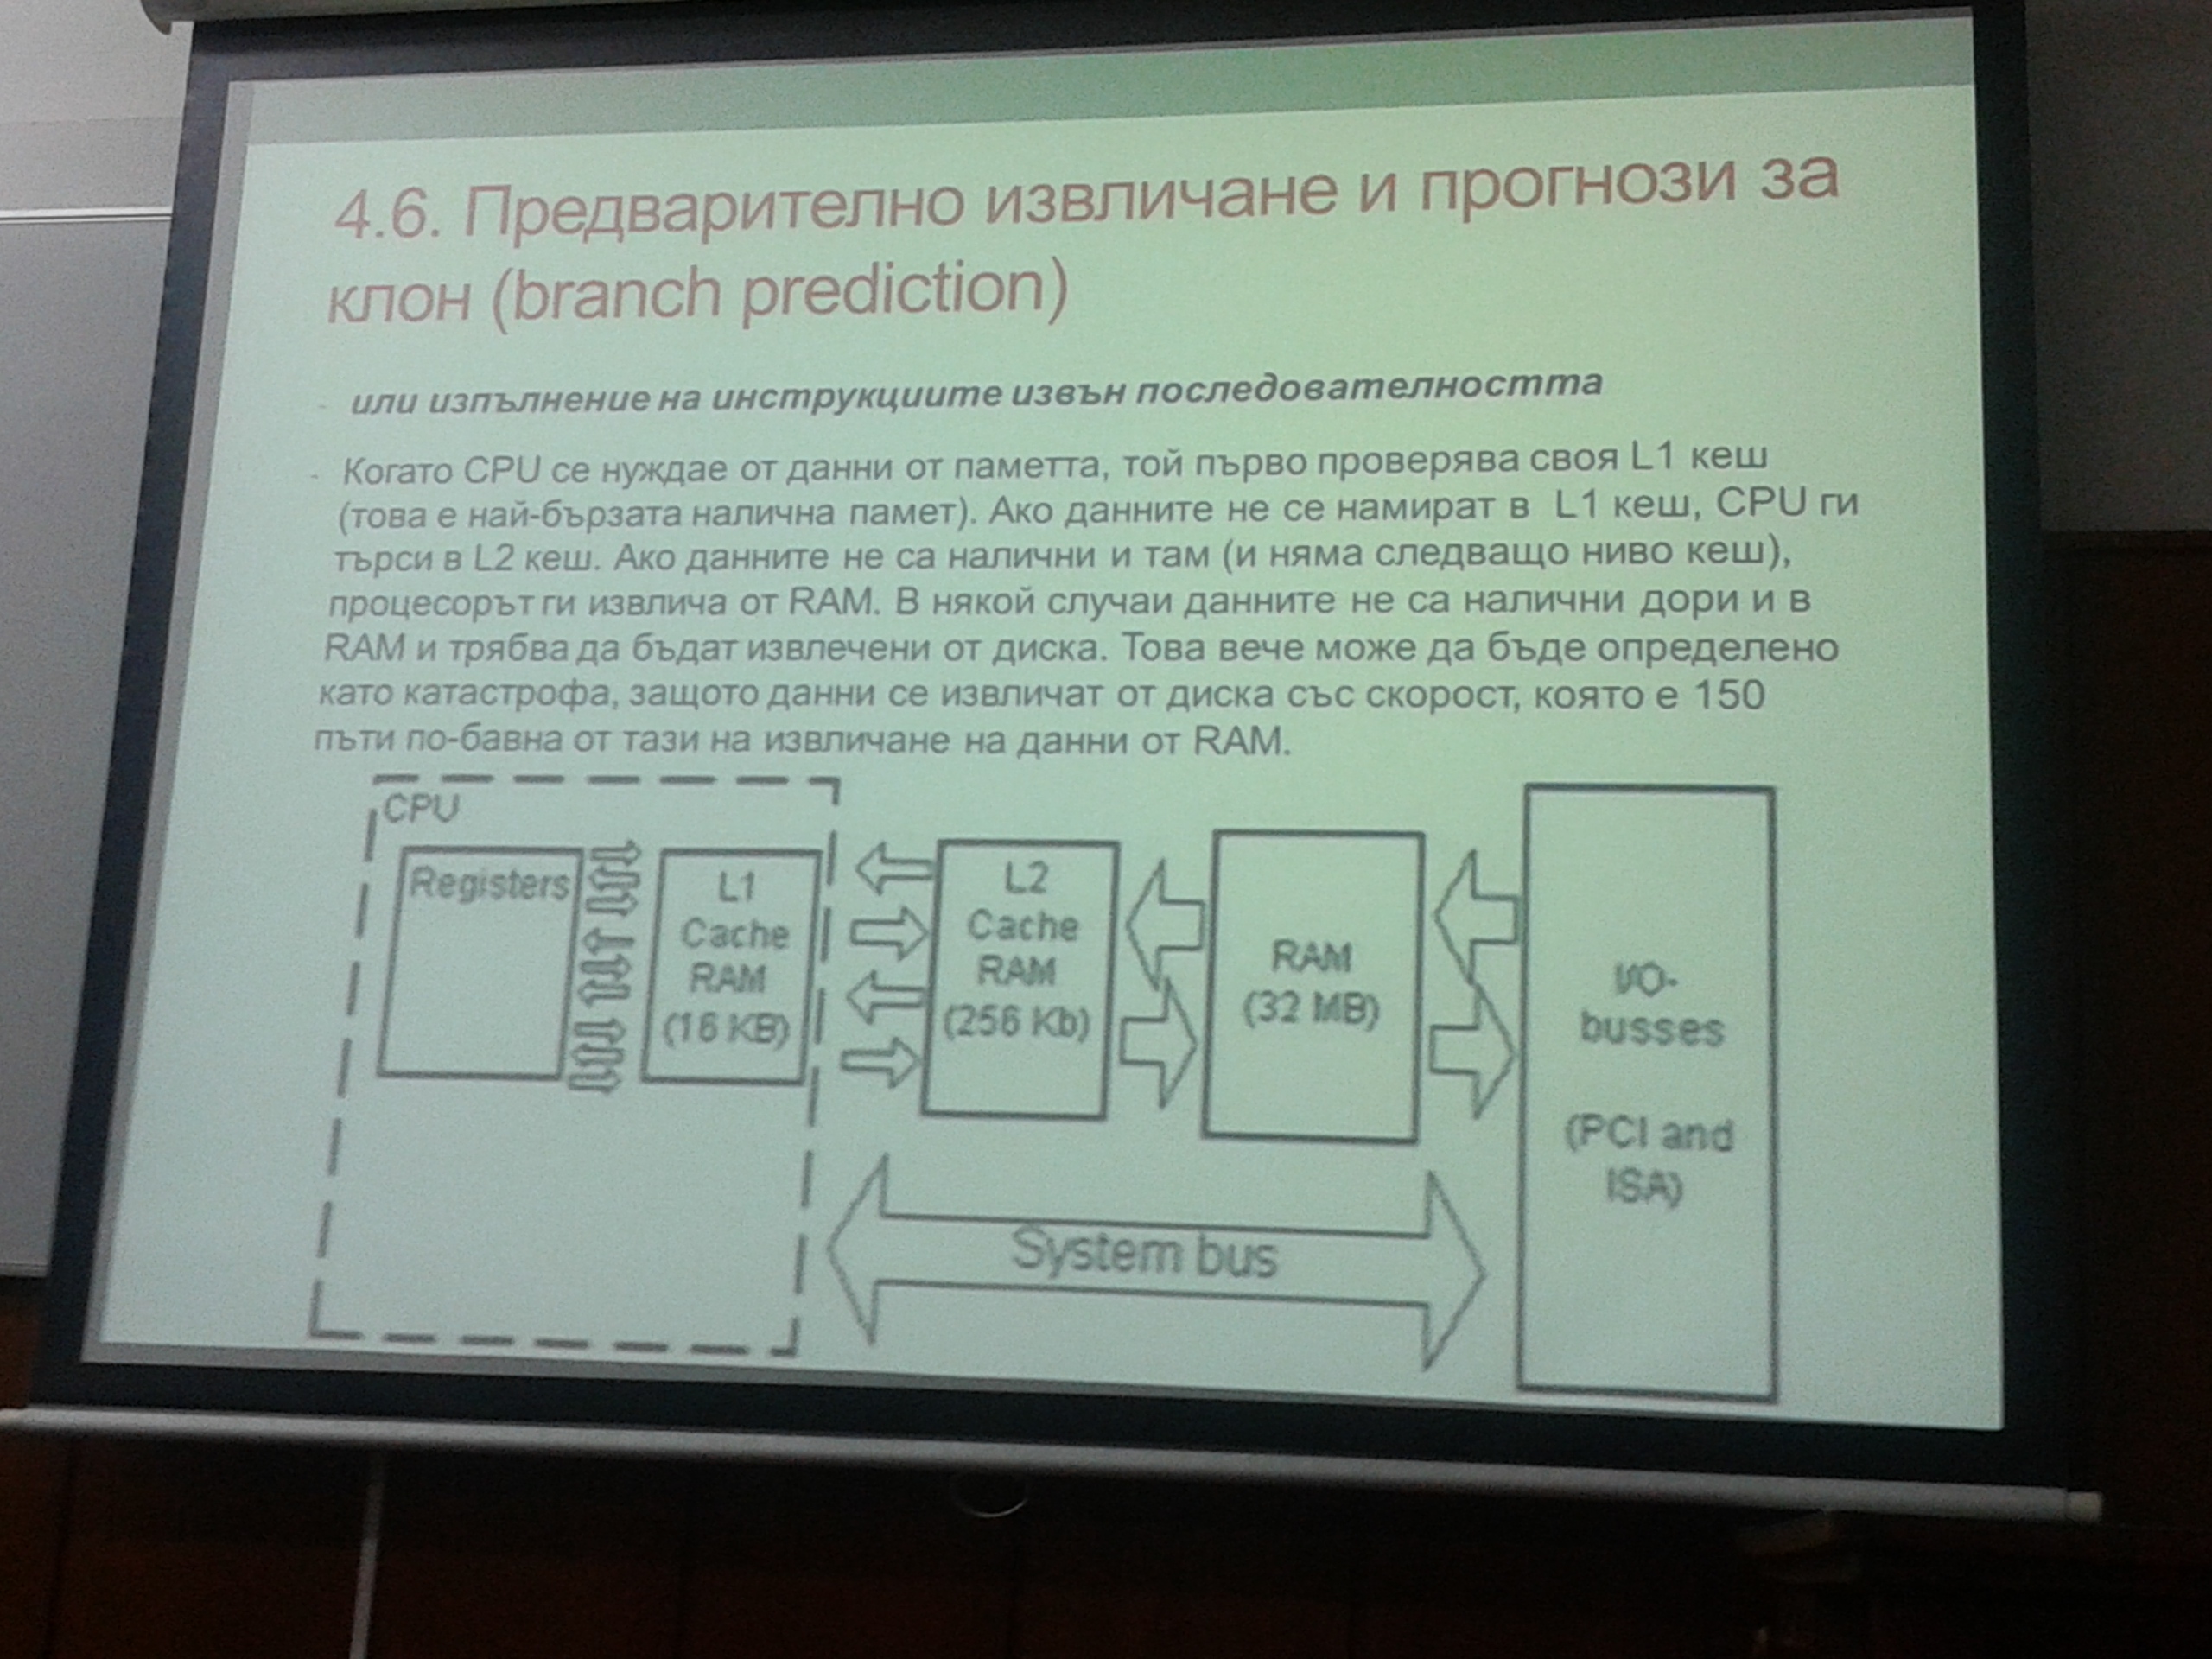 4.6. Предварително извличане и прогнози за
клон (branch prediction)
- или изпълнение на инструкциите извън последователността
- Когато CPU се нуждае от данни от паметта, той първо проверява своя L1 кеш
(това е най-бързата налична памет). Ако данните не се намират в L1 кеш, CPU ги
търси в L2 кеш. Ако данните не са налични и там (и няма следващо ниво кеш),
процесорът ги извлича от RAM. В някой случаи данните не са налични дори и в
RAM и трябва да бъдат извлечени от диска. Това вече може да бъде определено
като катастрофа, защото данни се извличат от диска със скорост, която е 150
пъти по-бавна от тази на извличане на данни от RAM.
CPU
Registers
L1
Cache
RAM
(16 KB)
L2
Cache
RAM
(256 Kb)
RAM
(32 MB)
I/O-
busses
(PCI and
ISA)
System bus